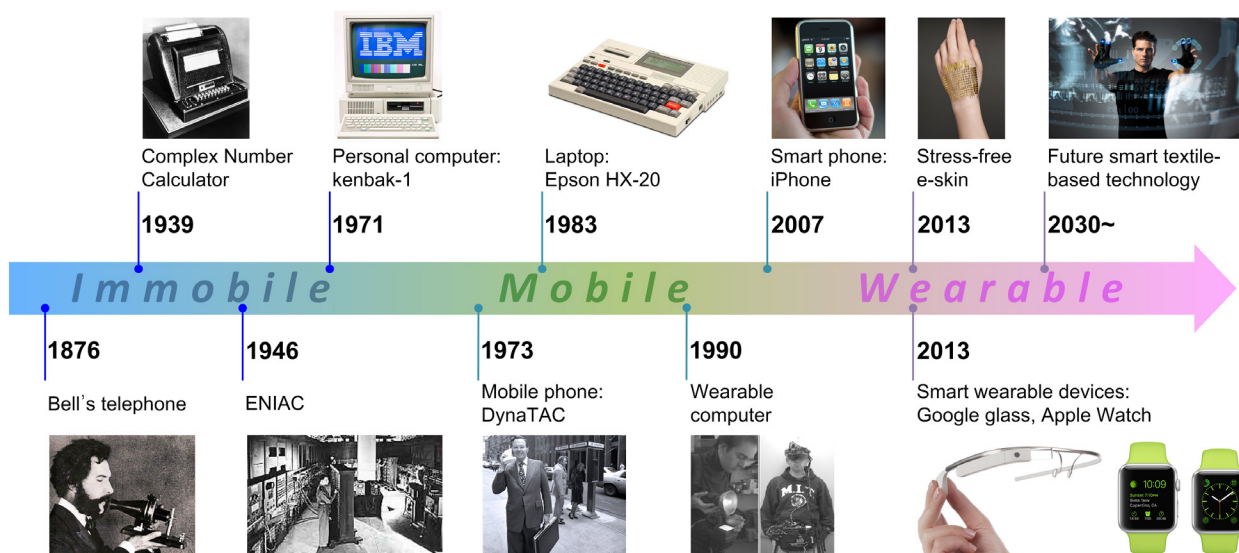 Complex Number
Calculator
1939
IBM
Personal computer:
kenbak-1
1971
Laptop:
Epson HX-20
1983
Smart phone:
iPhone
2007
Stress-free
e-skin
2013
Future smart textile-
based technology
2030~
Immobile
Mobile
Wearable
1876
Bell's telephone
1946
ENIAC
1973
Mobile phone:
DynaTAC
1990
Wearable
computer
M.I.T
2013
Smart wearable devices:
Google glass, Apple Watch
10:09